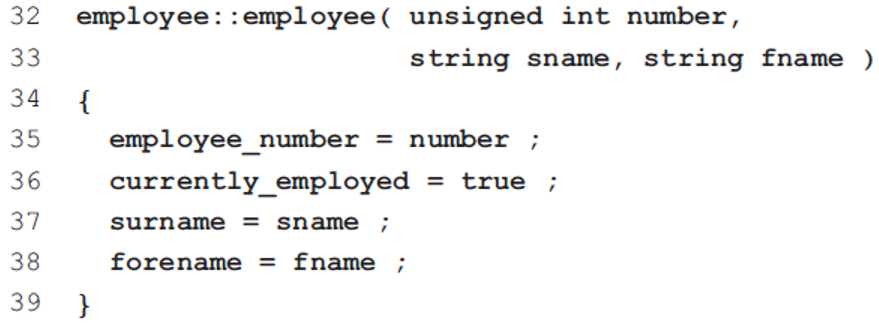 32 employee::employee( unsigned int number,
33 string sname, string fname )
34 {
35 employee_number = number ;
36 currently_employed = true ;
37 surname = sname ;
38 forename = fname ;
39 }